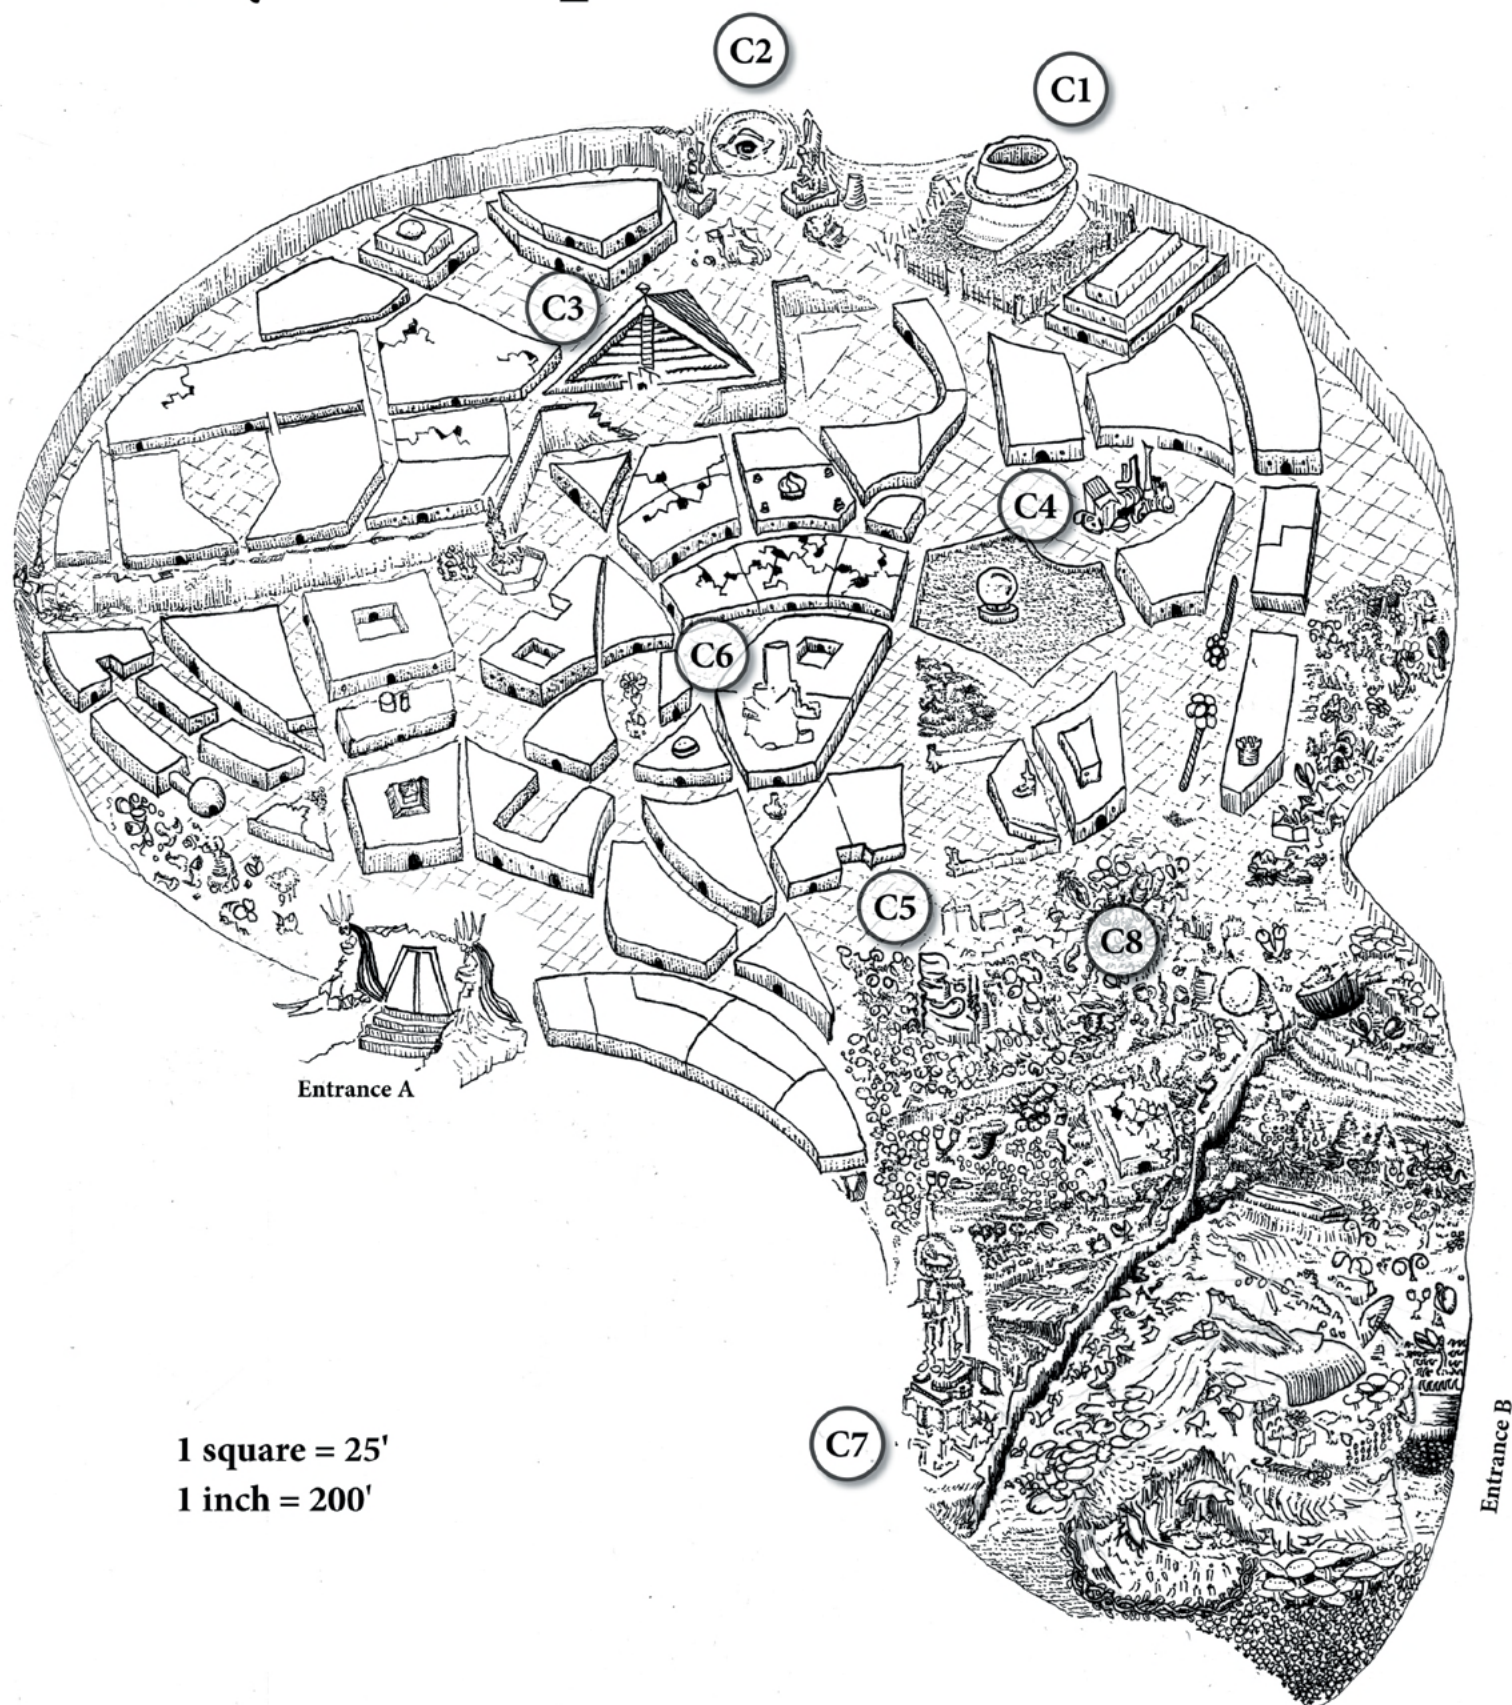 C2
C1
C3
C4
C6
C5
C8
Entrance A
C7
1 square = 25'
1 inch = 200'
Entrance B